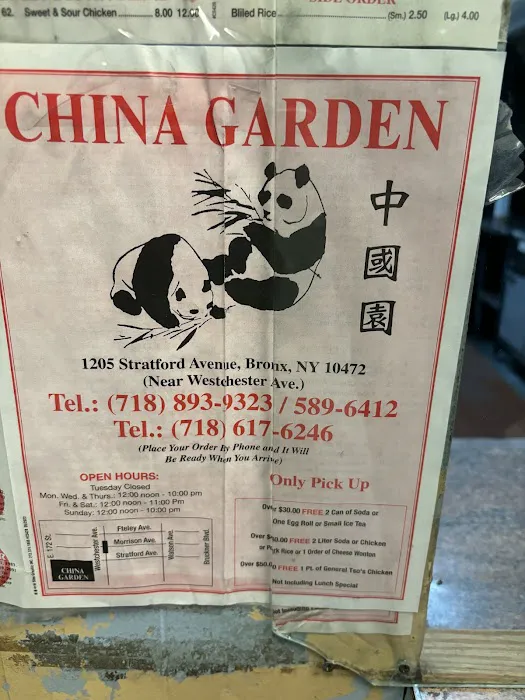 SIDE ORDER
62. Sweet & Sour Chicken.............. 8.00 12.00
Bliled Rice...........................(Sm.) 2.50 (Lg.) 4.00
CHINA GARDEN
中
國
園
1205 Stratford Avenue, Bronx, NY 10472
(Near Westchester Ave.)
Tel.: (718) 893-9323 / 589-6412
Tel.: (718) 617-6246
(Place Your Order By Phone and It Will
Be Ready When You Arrive)
OPEN HOURS:
Tuesday Closed
Mon. Wed. & Thurs.: 12:00 noon - 10:00 pm
Fri. & Sat.: 12:00 noon - 11:00 Pm
Sunday: 12:00 noon - 10:00 pm
E 172 St.
Westchester Ave.
Fteley Ave.
Morrison Ave.
Stratford Ave.
Watson Ave.
Bruckner Blvd.
CHINA
GARDEN
Only Pick Up
Over $30.00 FREE 2 Can of Soda or
One Egg Roll or Small Ice Tea
Over $ 0.00 FREE 2 Liter Soda or Chicken
or Pork Rice or 1 Order of Cheese Wonton
Over $50.00 FREE 1 Pt. of General Tso's Chicken
Not Including Lunch Special